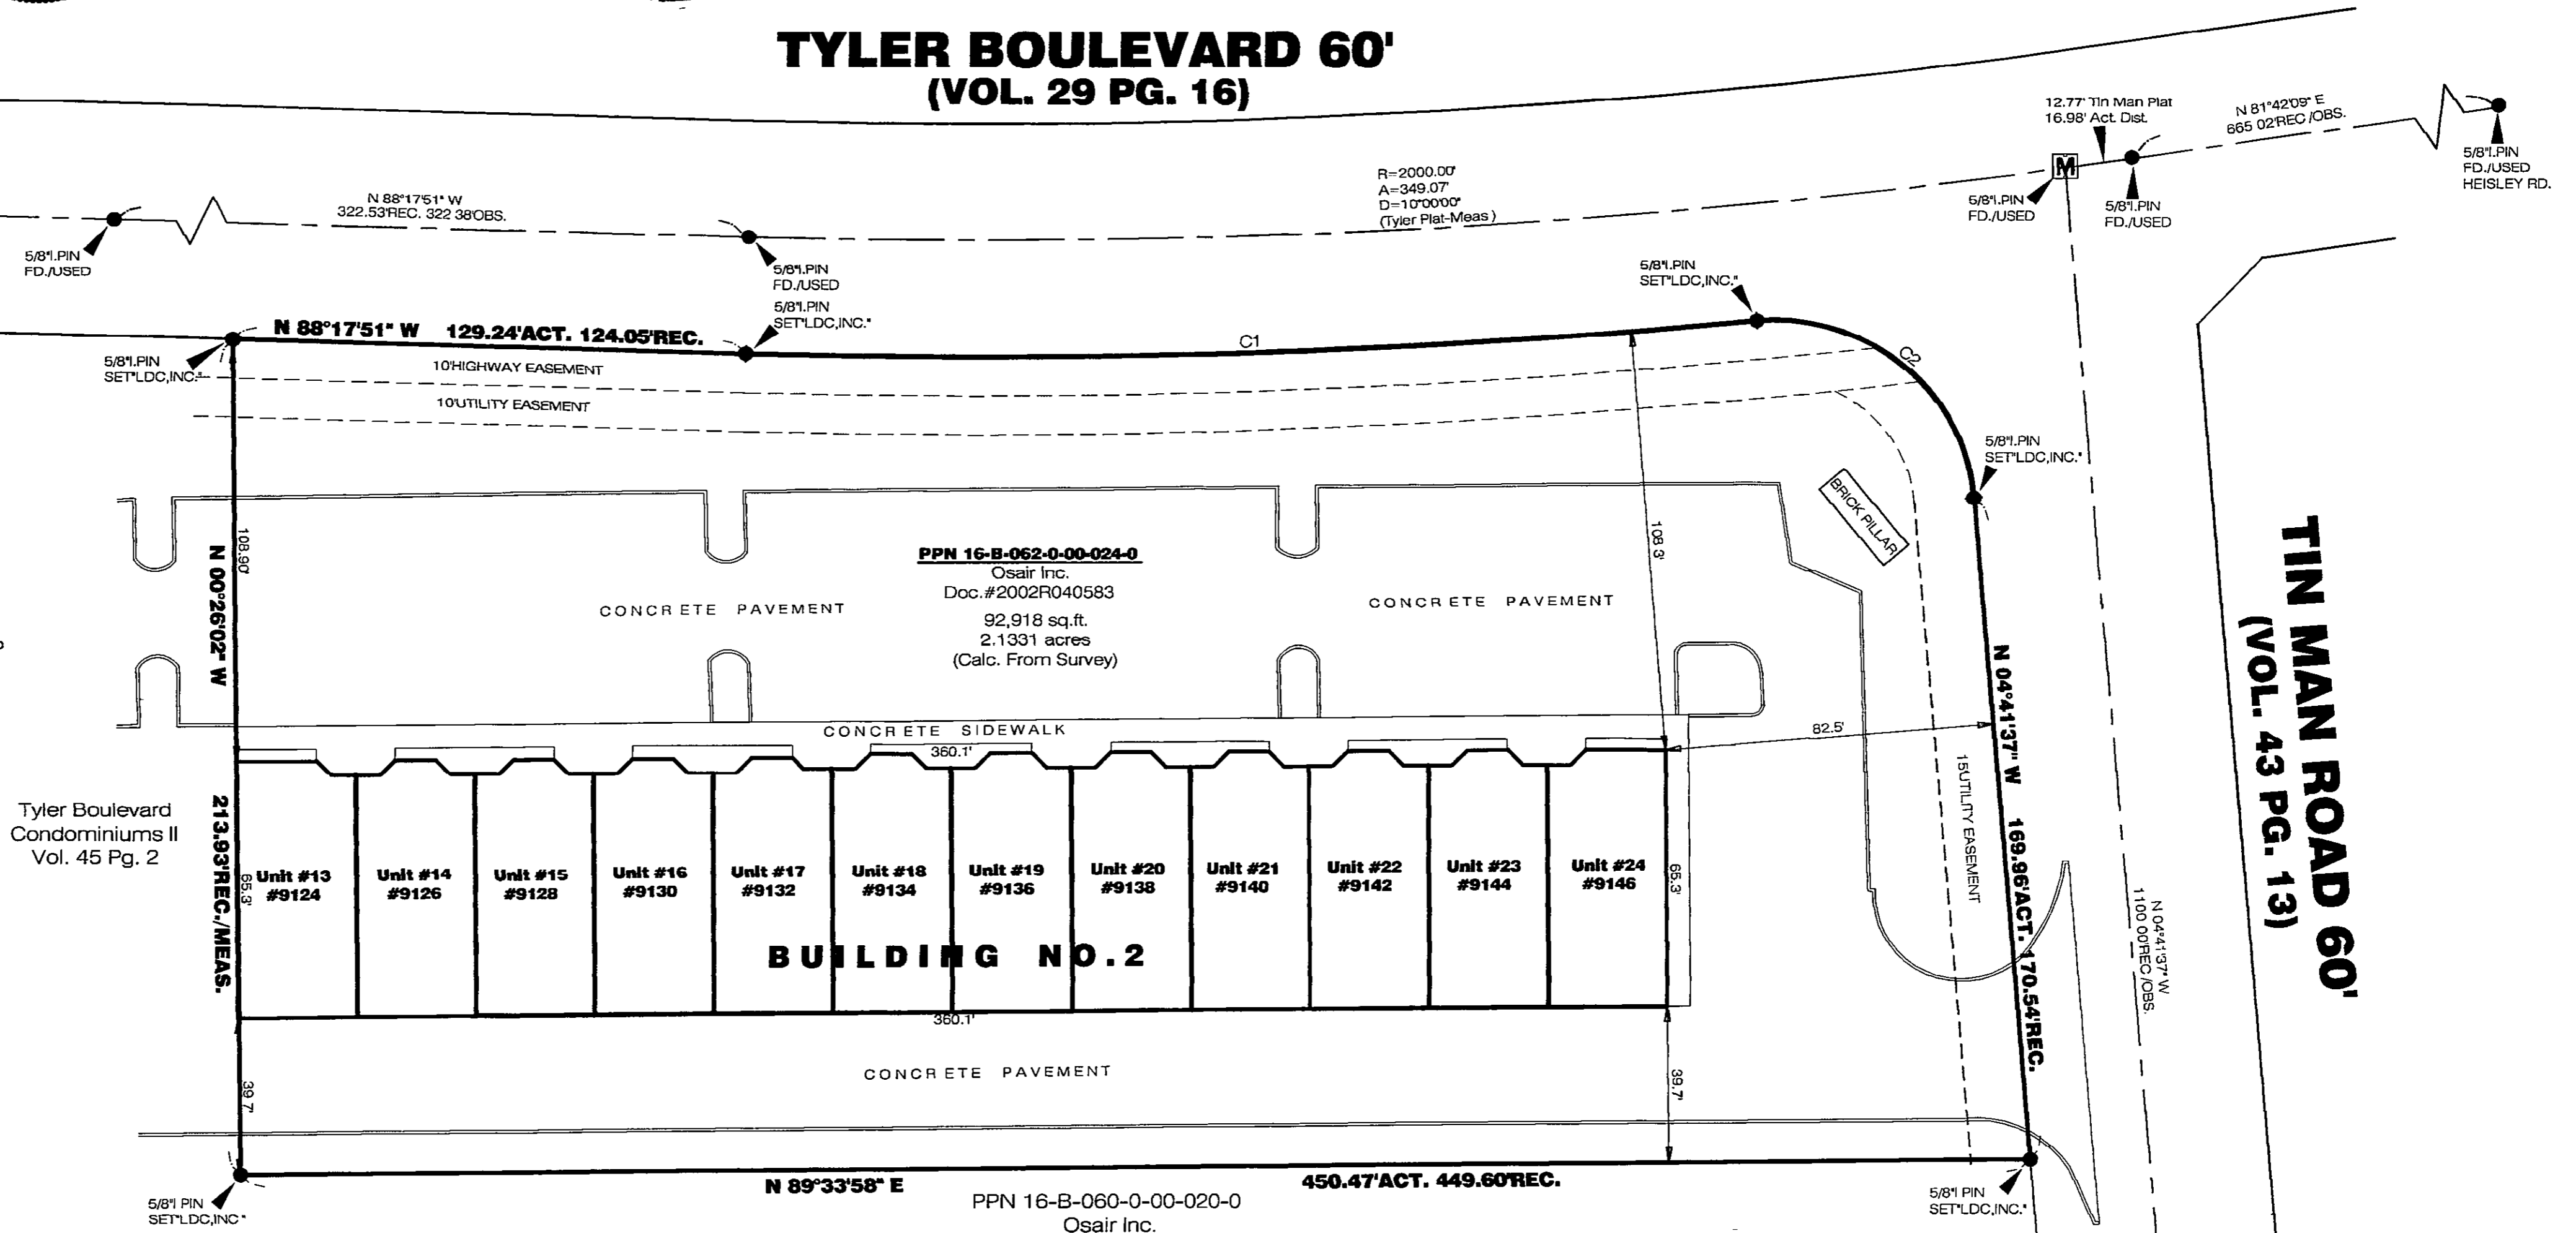 TYLER BOULEVARD 60'
(VOL. 29 PG. 16)
12.77' Tin Man Plat
16.98' Act. Dist.
N 81°42'09" E
665 02'REC /OBS.
5/8"I.PIN
FD./USED
HEISLEY RD.
M
5/8"I.PIN
FD./USED
5/8"I.PIN
FD./USED
R=2000.00'
A=349.07'
D=10°00'00"
(Tyler Plat-Meas )
N 88°17'51" W
322.53'REC. 322 38'OBS.
5/8"I.PIN
FD./USED
5/8"I.PIN
FD./USED
5/8"I.PIN
SET"LDC,INC."
5/8"I.PIN
SET"LDC,INC."
N 88°17'51" W 129.24'ACT. 124.05'REC.
C1
C2
5/8"I.PIN
SET"LDC,INC."
10'HIGHWAY EASEMENT
10'UTILITY EASEMENT
5/8"I.PIN
SET"LDC,INC."
BRICK PILLAR
108.90'
N 00°26'02" W
213.93'REC./MEAS.
PPN 16-B-062-0-00-024-0
Osair Inc.
Doc.#2002R040583
92,918 sq.ft.
2.1331 acres
(Calc. From Survey)
CONCRETE PAVEMENT
CONCRETE PAVEMENT
108 3'
CONCRETE SIDEWALK
360.1'
82.5'
N 04°41'37" W 169.96'ACT. 170.54'REC.
15'UTILITY EASEMENT
N 04°41'37" W
1100 00'REC /OBS.
TIN MAN ROAD 60'
(VOL. 43 PG. 13)
Tyler Boulevard
Condominiums II
Vol. 45 Pg. 2
65.3'
Unit #13
#9124
Unit #14
#9126
Unit #15
#9128
Unit #16
#9130
Unit #17
#9132
Unit #18
#9134
Unit #19
#9136
Unit #20
#9138
Unit #21
#9140
Unit #22
#9142
Unit #23
#9144
Unit #24
#9146
65.3'
BUILDING NO.2
360.1'
CONCRETE PAVEMENT
39 7'
39.7'
N 89°33'58" E 450.47'ACT. 449.60'REC.
5/8"I PIN
SET"LDC,INC "
PPN 16-B-060-0-00-020-0
Osair Inc.
5/8"I PIN
SET"LDC,INC."